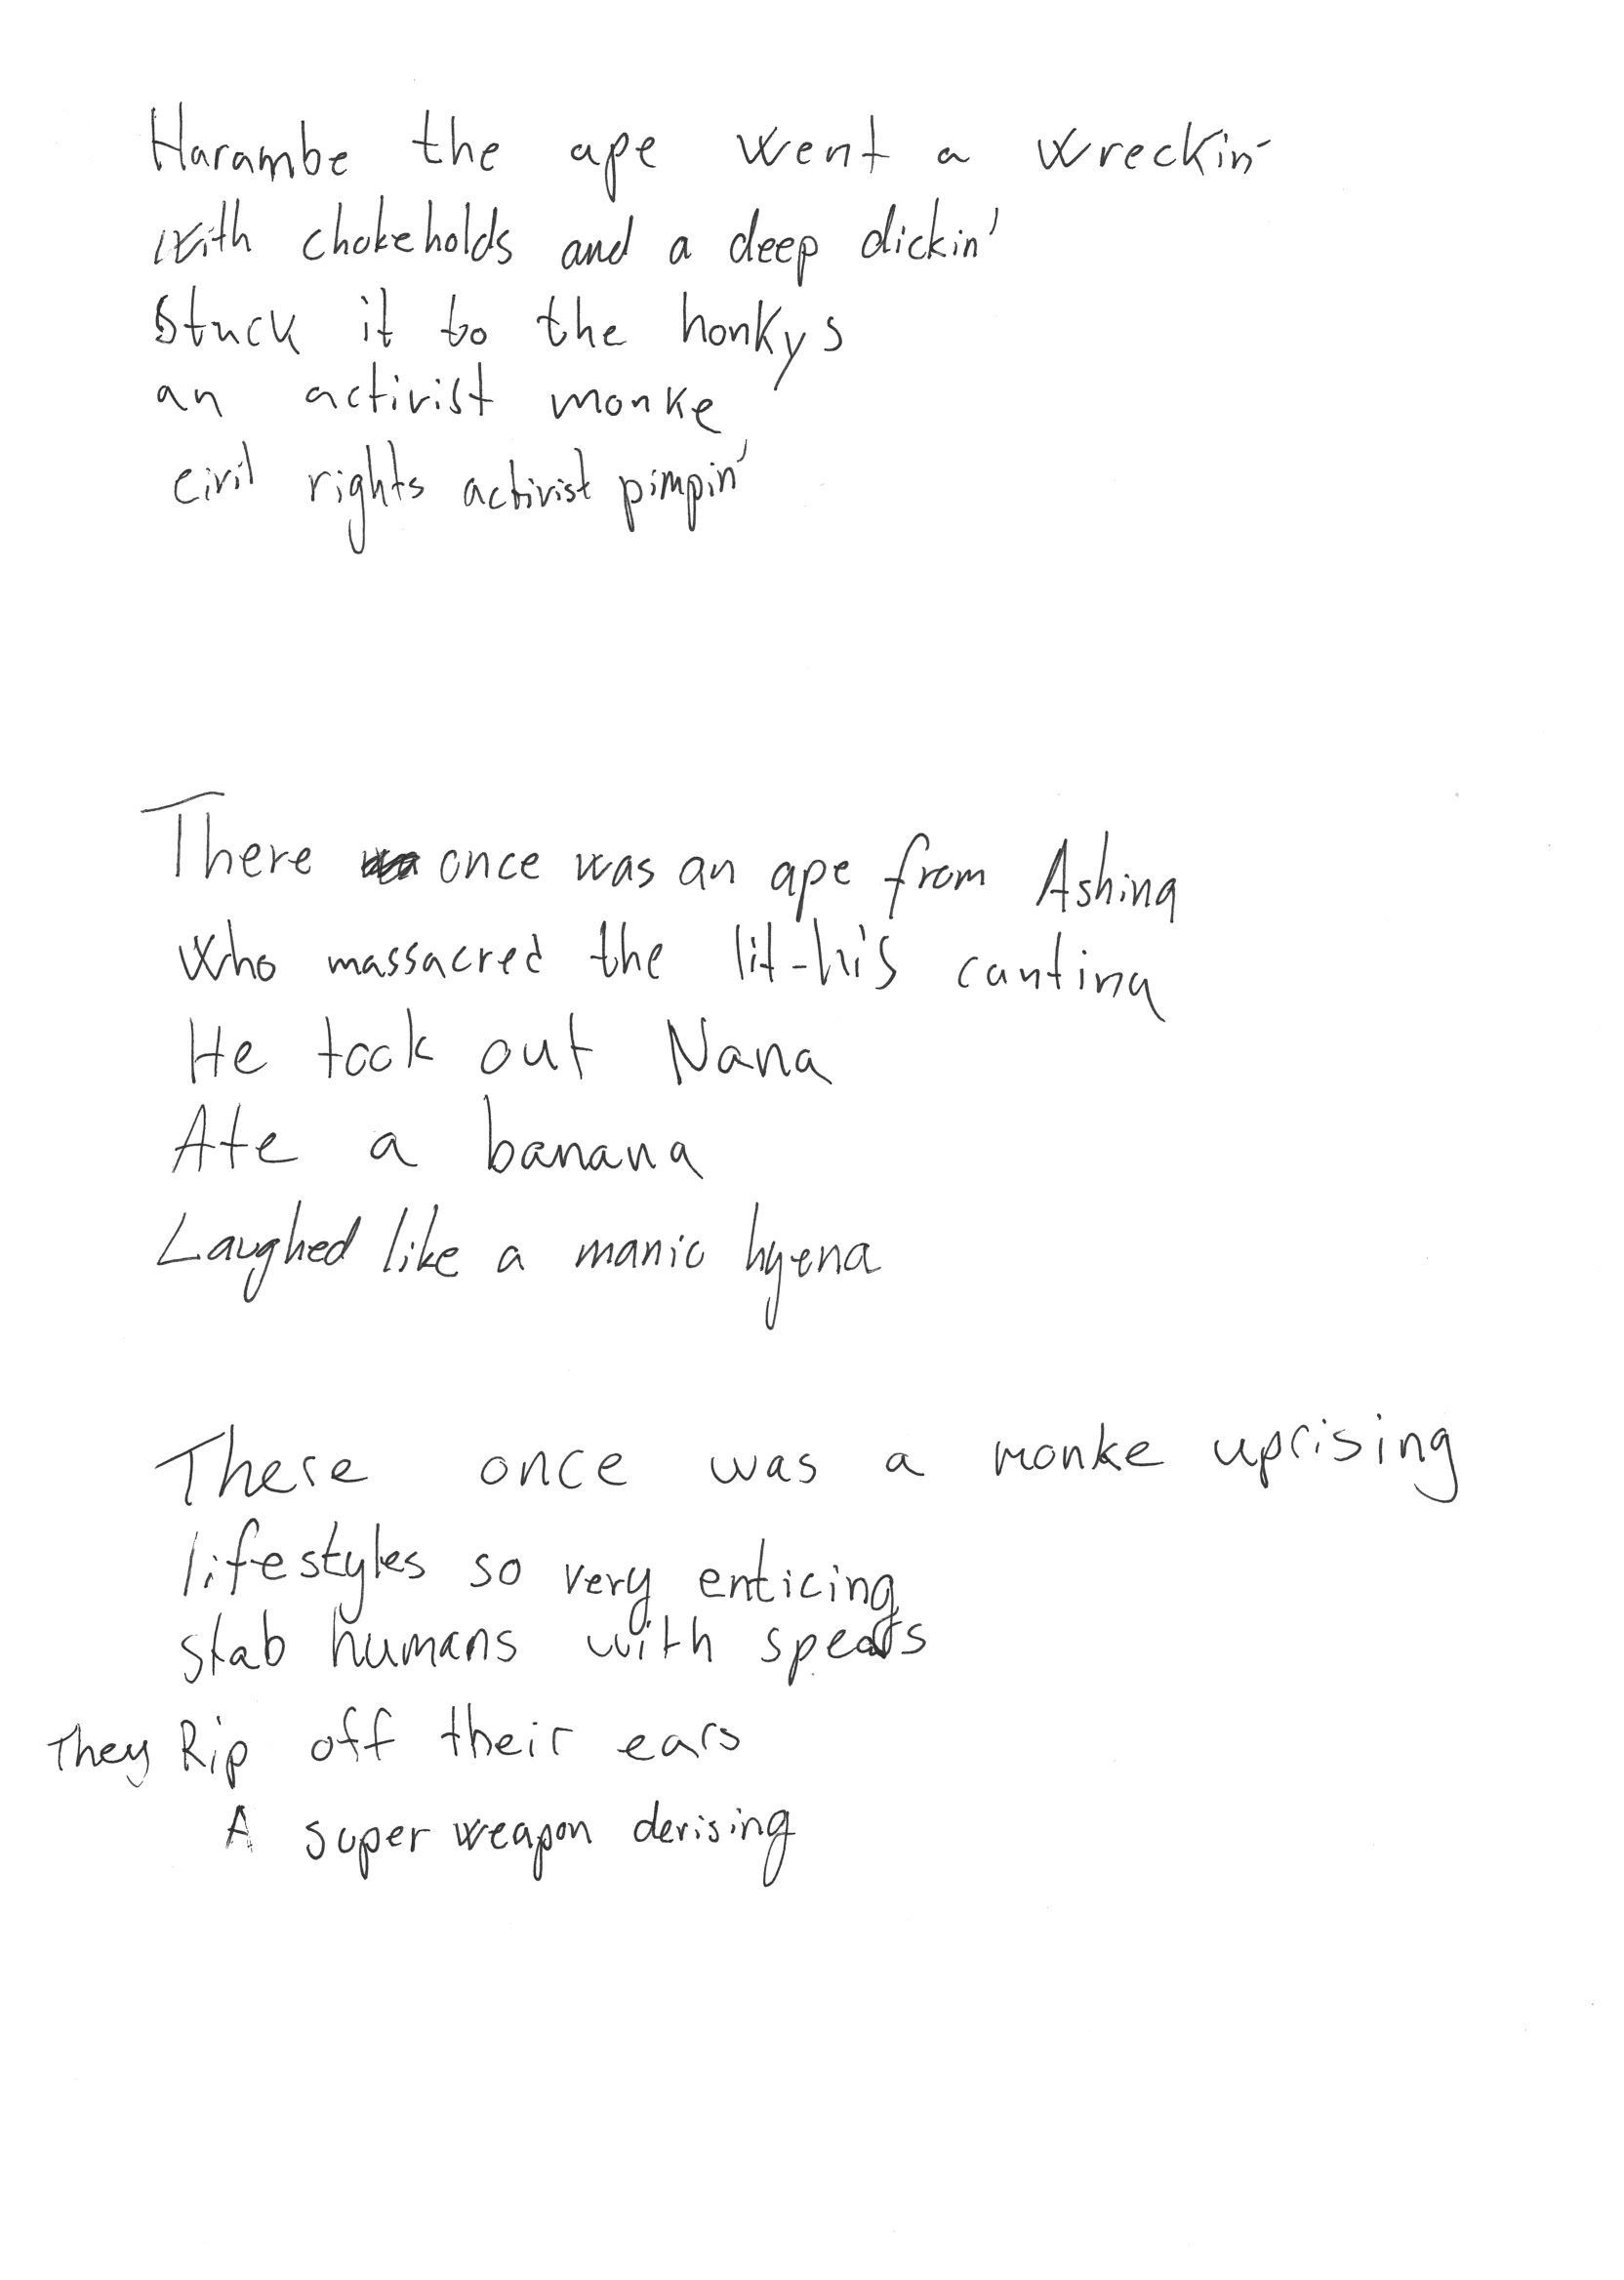 Harambe the ape went a wreckin'
with chokeholds and a deep dickin'
Stuck it to the honkys
an activist monke
civil rights activist pimpin'
There once was an ape from Ashina
Who massacred the cantina
He took out Nana
Ate a banana
Laughed like a manic hyena
There once was a monke uprising
lifestyles so very enticing
stab humans with spears
They Rip off their ears
A super weapon devising